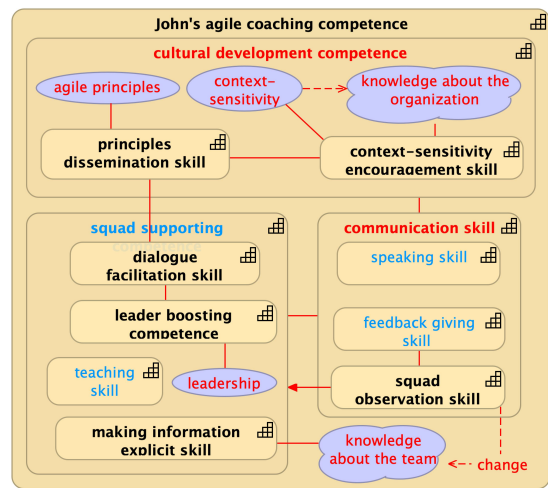 John's agile coaching competence
cultural development competence
agile principles
context-
sensitivity
knowledge about the
organization
principles
dissemination skill
context-sensitivity
encouragement skill
squad supporting
competence
communication skill
dialogue
facilitation skill
speaking skill
leader boosting
competence
feedback giving
skill
teaching
skill
leadership
squad
observation skill
making information
explicit skill
knowledge
about the team
change